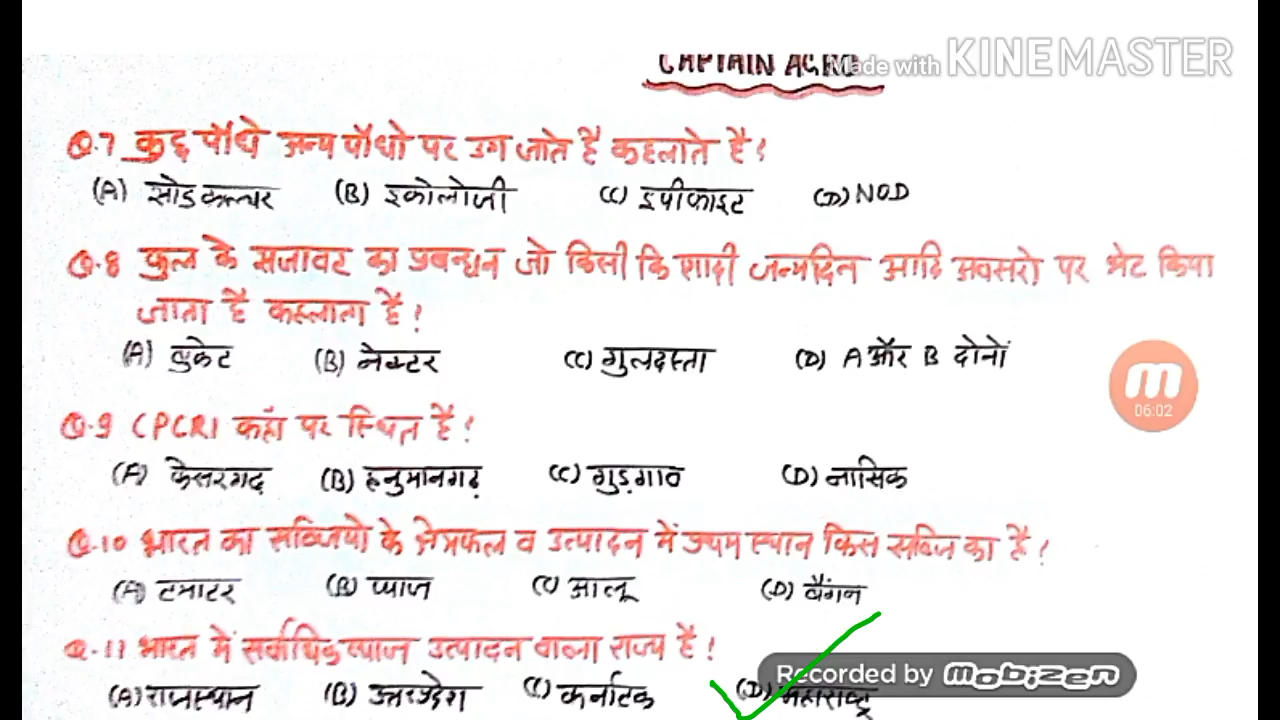 CAPTAIN AGRO
Made with KINEMASTER
Q.7 कुछ पौधे अन्य पौधो पर उग जाते है कहलाते है?
(A) सोड कल्चर (B) इकोलोजी (C) इपीफाइट (D) NOD
Q.8 फुल के सजावट का प्रबन्धन जो किसी कि शादी जन्मदिन आदि अवसरो पर भेट किया
जाता है कहलाता है?
(A) बुकेट (B) नेक्टर (C) गुलदस्ता (D) A और B दोनों
06:02
Q.9 CPCRI कहाँ पर स्थित है?
(A) केसरगढ (B) हनुमानगढ़ (C) गुड़गाव (D) नासिक
Q.10 भारत का सब्जियो के क्षेत्रफल व उत्पादन में प्रथम स्थान किस सब्जि का है?
(A) टमाटर (B) प्याज (C) आलू (D) बैंगन
Q.11 भारत में सर्वाधिक प्याज उत्पादन वाला राज्य है?
Recorded by mobizen
(A) राजस्थान (B) उत्तरप्रदेश (C) कर्नाटक (D) महाराष्ट्र